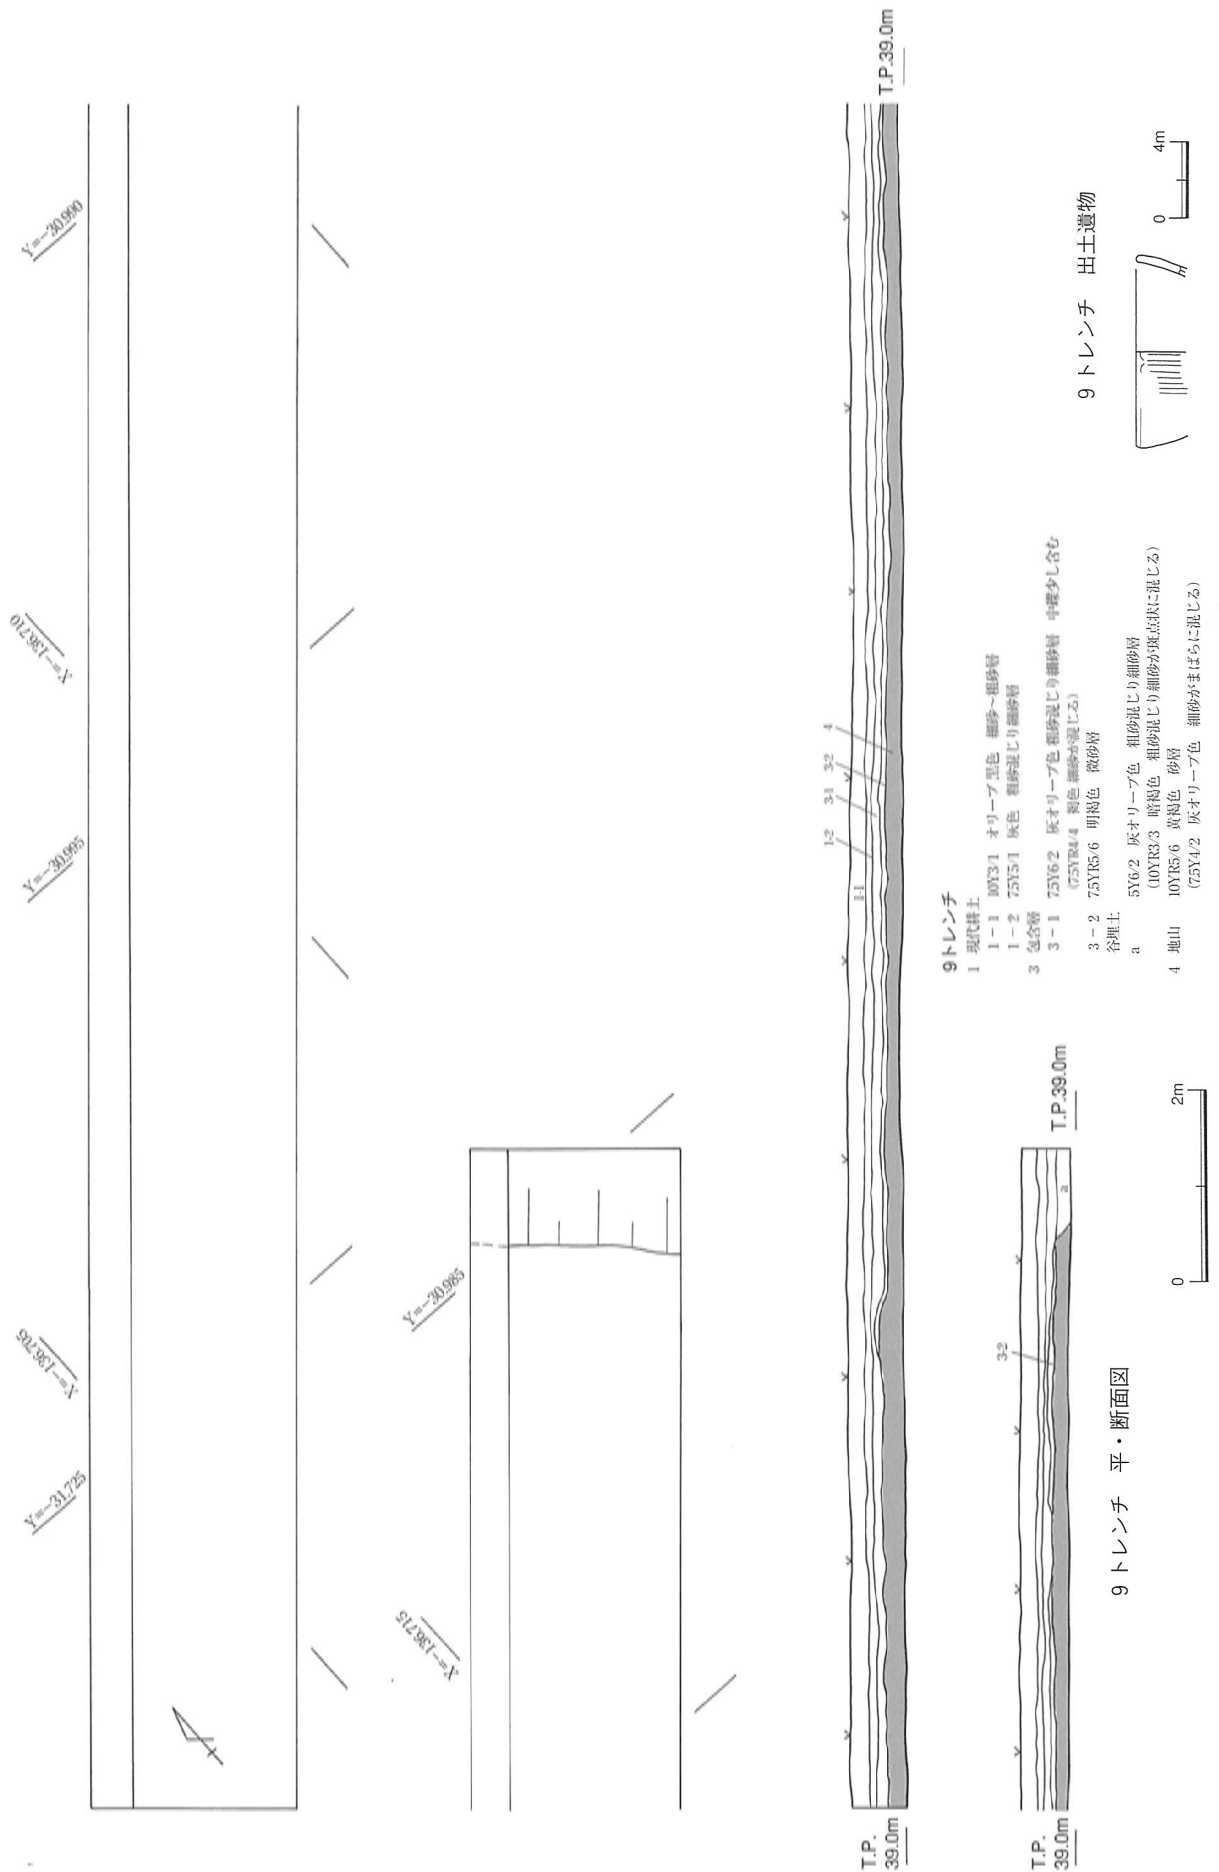 Y=-31,725
X=-136,705
Y=-30,995
X=-136,710
Y=-30,990
X=-136,715
Y=-30,985
T.P.
39.0m
T.P.39.0m
1-1
1-2
3-1
3-2
4
T.P.
39.0m
T.P.39.0m
3-2
a
9トレンチ
1 現代耕土
1-1 10Y3/1 オリーブ黒色 細砂~粗砂層
1-2 7.5Y5/1 灰色 粗砂混じり細砂層
3 包含層
3-1 7.5Y6/2 灰オリーブ色 粗砂混じり細砂層 中礫少し含む
(7.5YR4/4 褐色 細砂が混じる)
3-2 7.5YR5/6 明褐色 微砂層
谷埋土
a 5Y6/2 灰オリーブ色 粗砂混じり細砂層
(10YR3/3 暗褐色 粗砂混じり細砂が斑点状に混じる)
4 地山 10YR5/6 黄褐色 砂層
(7.5Y4/2 灰オリーブ色 細砂がまばらに混じる)
0 2m
9トレンチ 平・断面図
9トレンチ 出土遺物
0 4m